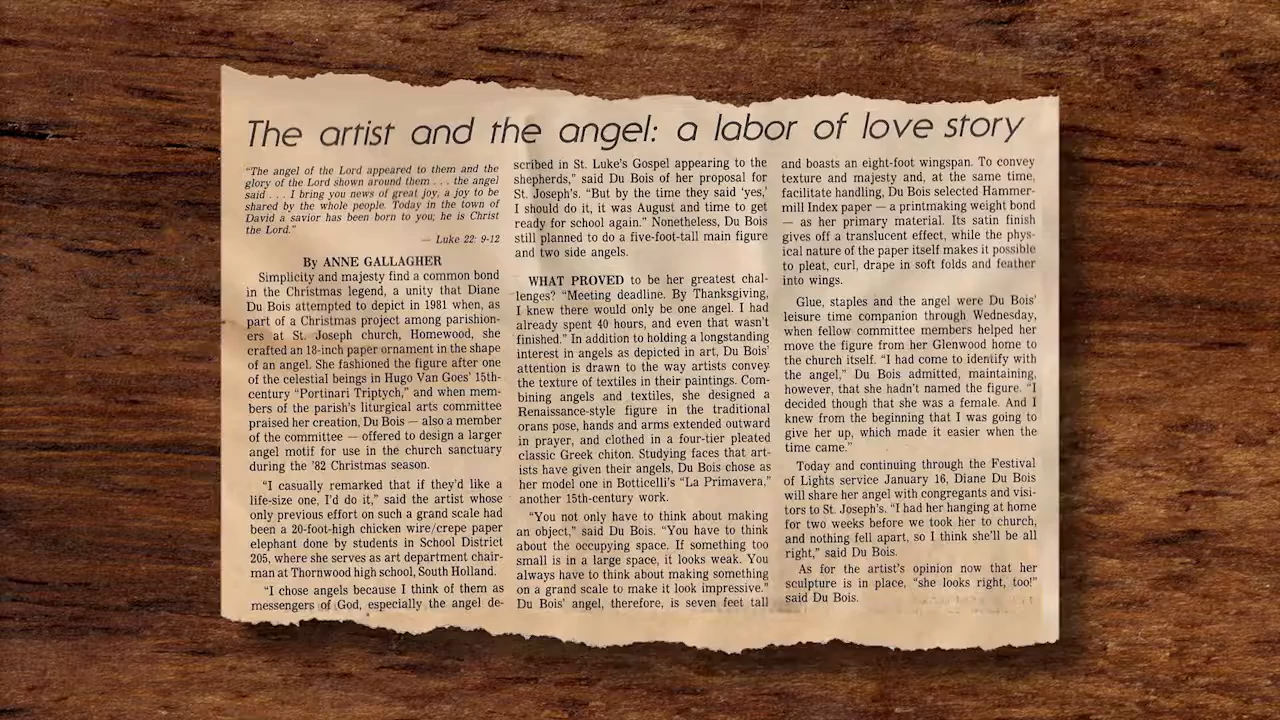 The artist and the angel: a labor of love story
“The angel of the Lord appeared to them and the
glory of the Lord shown around them . . . the angel
said . . . I bring you news of great joy, a joy to be
shared by the whole people. Today in the town of
David a savior has been born to you; he is Christ
the Lord.”
— Luke 22: 9-12
By ANNE GALLAGHER
Simplicity and majesty find a common bond
in the Christmas legend, a unity that Diane
Du Bois attempted to depict in 1981 when, as
part of a Christmas project among parishion-
ers at St. Joseph church, Homewood, she
crafted an 18-inch paper ornament in the shape
of an angel. She fashioned the figure after one
of the celestial beings in Hugo Van Goes’ 15th-
century “Portinari Triptych,” and when mem-
bers of the parish’s liturgical arts committee
praised her creation, Du Bois — also a member
of the committee — offered to design a larger
angel motif for use in the church sanctuary
during the ’82 Christmas season.
“I casually remarked that if they’d like a
life-size one, I’d do it,” said the artist whose
only previous effort on such a grand scale had
been a 20-foot-high chicken wire/crepe paper
elephant done by students in School District
205, where she serves as art department chair-
man at Thornwood high school, South Holland.
“I chose angels because I think of them as
messengers of God, especially the angel de-
scribed in St. Luke’s Gospel appearing to the
shepherds,” said Du Bois of her proposal for
St. Joseph’s. “But by the time they said ‘yes,’
I should do it, it was August and time to get
ready for school again.” Nonetheless, Du Bois
still planned to do a five-foot-tall main figure
and two side angels.
WHAT PROVED to be her greatest chal-
lenges? “Meeting deadline. By Thanksgiving,
I knew there would only be one angel. I had
already spent 40 hours, and even that wasn’t
finished.” In addition to holding a longstanding
interest in angels as depicted in art, Du Bois’
attention is drawn to the way artists convey
the texture of textiles in their paintings. Com-
bining angels and textiles, she designed a
Renaissance-style figure in the traditional
orans pose, hands and arms extended outward
in prayer, and clothed in a four-tier pleated
classic Greek chiton. Studying faces that art-
ists have given their angels, Du Bois chose as
her model one in Botticelli’s “La Primavera,”
another 15th-century work.
“You not only have to think about making
an object,” said Du Bois. “You have to think
about the occupying space. If something too
small is in a large space, it looks weak. You
always have to think about making something
on a grand scale to make it look impressive.”
Du Bois’ angel, therefore, is seven feet tall
and boasts an eight-foot wingspan. To convey
texture and majesty and, at the same time,
facilitate handling, Du Bois selected Hammer-
mill Index paper — a printmaking weight bond
— as her primary material. Its satin finish
gives off a translucent effect, while the phys-
ical nature of the paper itself makes it possible
to pleat, curl, drape in soft folds and feather
into wings.
Glue, staples and the angel were Du Bois’
leisure time companion through Wednesday,
when fellow committee members helped her
move the figure from her Glenwood home to
the church itself. “I had come to identify with
the angel,” Du Bois admitted, maintaining,
however, that she hadn’t named the figure. “I
decided though that she was a female. And I
knew from the beginning that I was going to
give her up, which made it easier when the
time came.”
Today and continuing through the Festival
of Lights service January 16, Diane Du Bois
will share her angel with congregants and visi-
tors to St. Joseph’s. “I had her hanging at home
for two weeks before we took her to church,
and nothing fell apart, so I think she’ll be all
right,” said Du Bois.
As for the artist’s opinion now that her
sculpture is in place, “she looks right, too!”
said Du Bois.